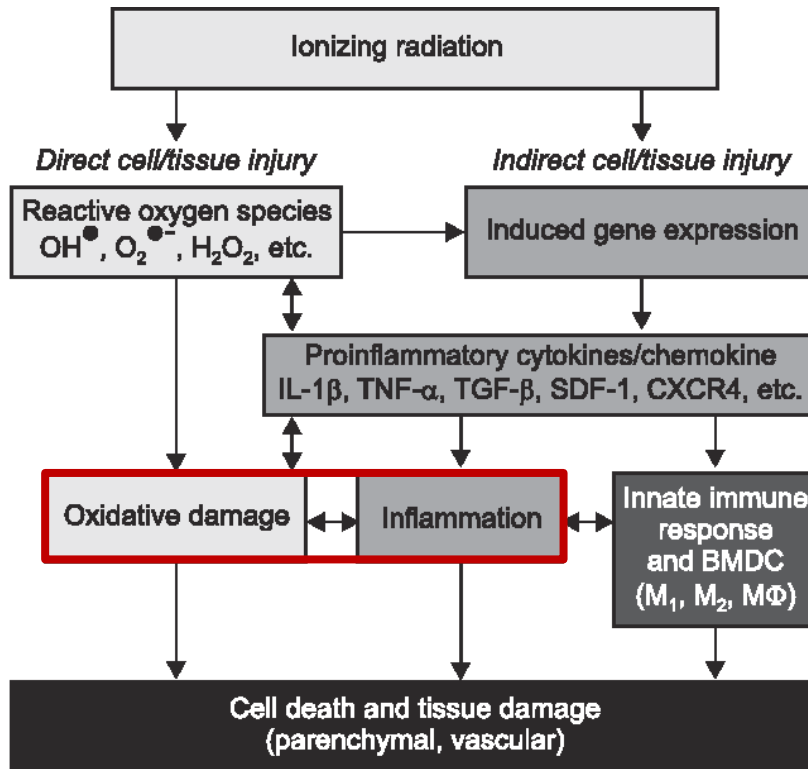 Ionizing radiation
Direct cell/tissue injury
Indirect cell/tissue injury
Reactive oxygen species
OH●, O₂●−, H₂O₂, etc.
Induced gene expression
Proinflammatory cytokines/chemokine
IL-1β, TNF-α, TGF-β, SDF-1, CXCR4, etc.
Oxidative damage
Inflammation
Innate immune
response
and BMDC
(M₁, M₂, MΦ)
Cell death and tissue damage
(parenchymal, vascular)